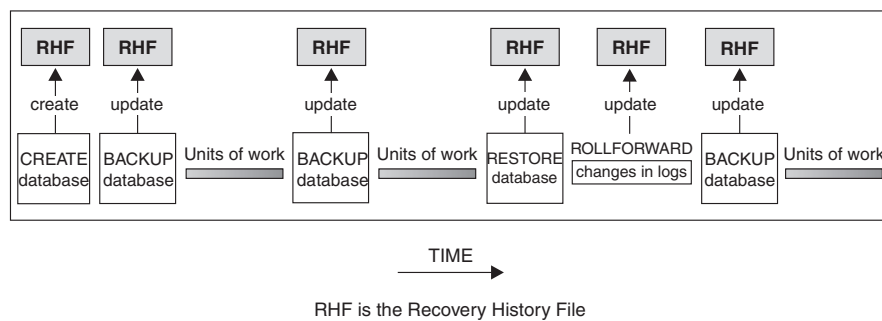 RHF RHF RHF RHF RHF RHF
create update update update update update
CREATE
database
BACKUP
database
Units of work
BACKUP
database
Units of work
RESTORE
database
ROLLFORWARD
changes in logs
BACKUP
database
Units of work
TIME
RHF is the Recovery History File